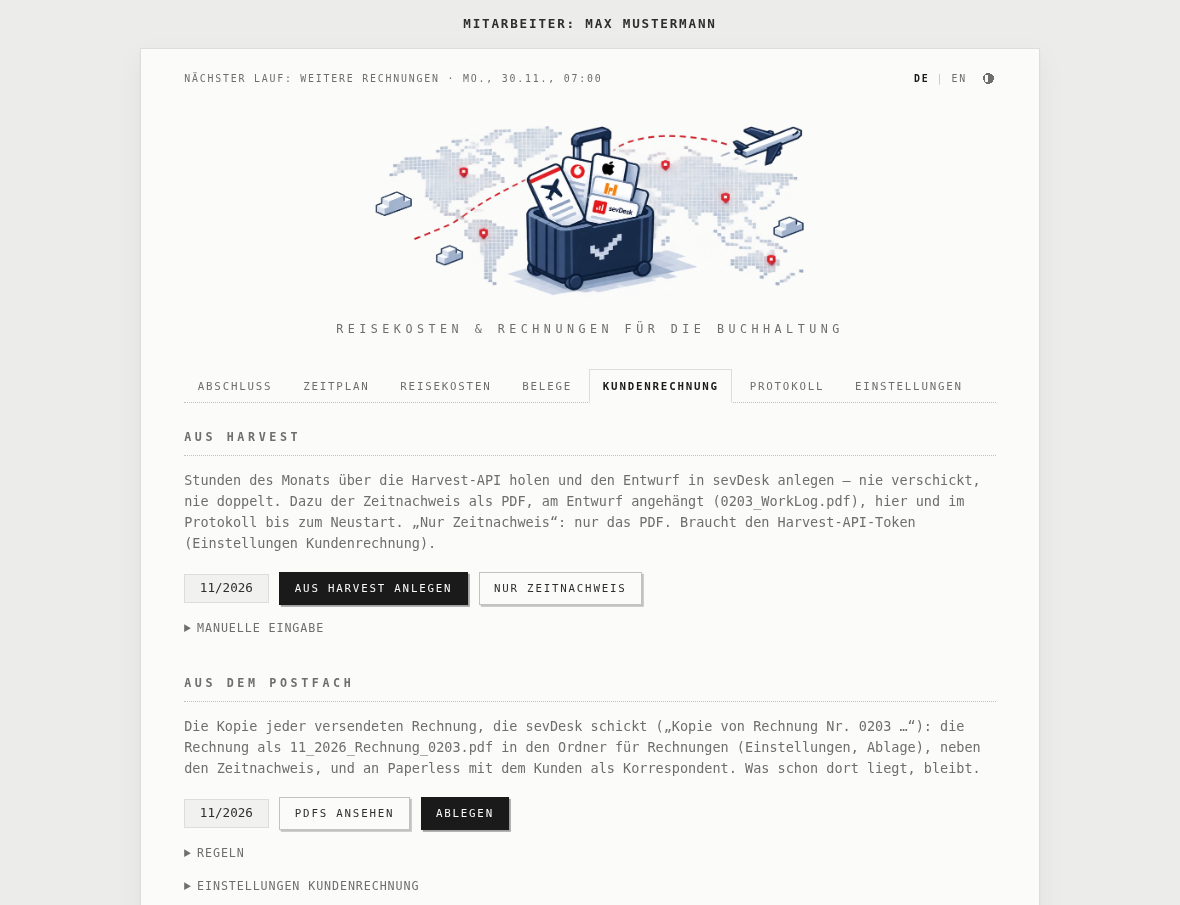 MITARBEITER: MAX MUSTERMANN
NÄCHSTER LAUF: WEITERE RECHNUNGEN · MO., 30.11., 07:00
DE | EN
sevDesk
REISEKOSTEN & RECHNUNGEN FÜR DIE BUCHHALTUNG
ABSCHLUSS ZEITPLAN REISEKOSTEN BELEGE KUNDENRECHNUNG PROTOKOLL EINSTELLUNGEN
AUS HARVEST
Stunden des Monats über die Harvest-API holen und den Entwurf in sevDesk anlegen – nie verschickt,
nie doppelt. Dazu der Zeitnachweis als PDF, am Entwurf angehängt (0203_WorkLog.pdf), hier und im
Protokoll bis zum Neustart. „Nur Zeitnachweis“: nur das PDF. Braucht den Harvest-API-Token
(Einstellungen Kundenrechnung).
11/2026 AUS HARVEST ANLEGEN NUR ZEITNACHWEIS
▶ MANUELLE EINGABE
AUS DEM POSTFACH
Die Kopie jeder versendeten Rechnung, die sevDesk schickt („Kopie von Rechnung Nr. 0203 …“): die
Rechnung als 11_2026_Rechnung_0203.pdf in den Ordner für Rechnungen (Einstellungen, Ablage), neben
den Zeitnachweis, und an Paperless mit dem Kunden als Korrespondent. Was schon dort liegt, bleibt.
11/2026 PDFS ANSEHEN ABLEGEN
▶ REGELN
▶ EINSTELLUNGEN KUNDENRECHNUNG